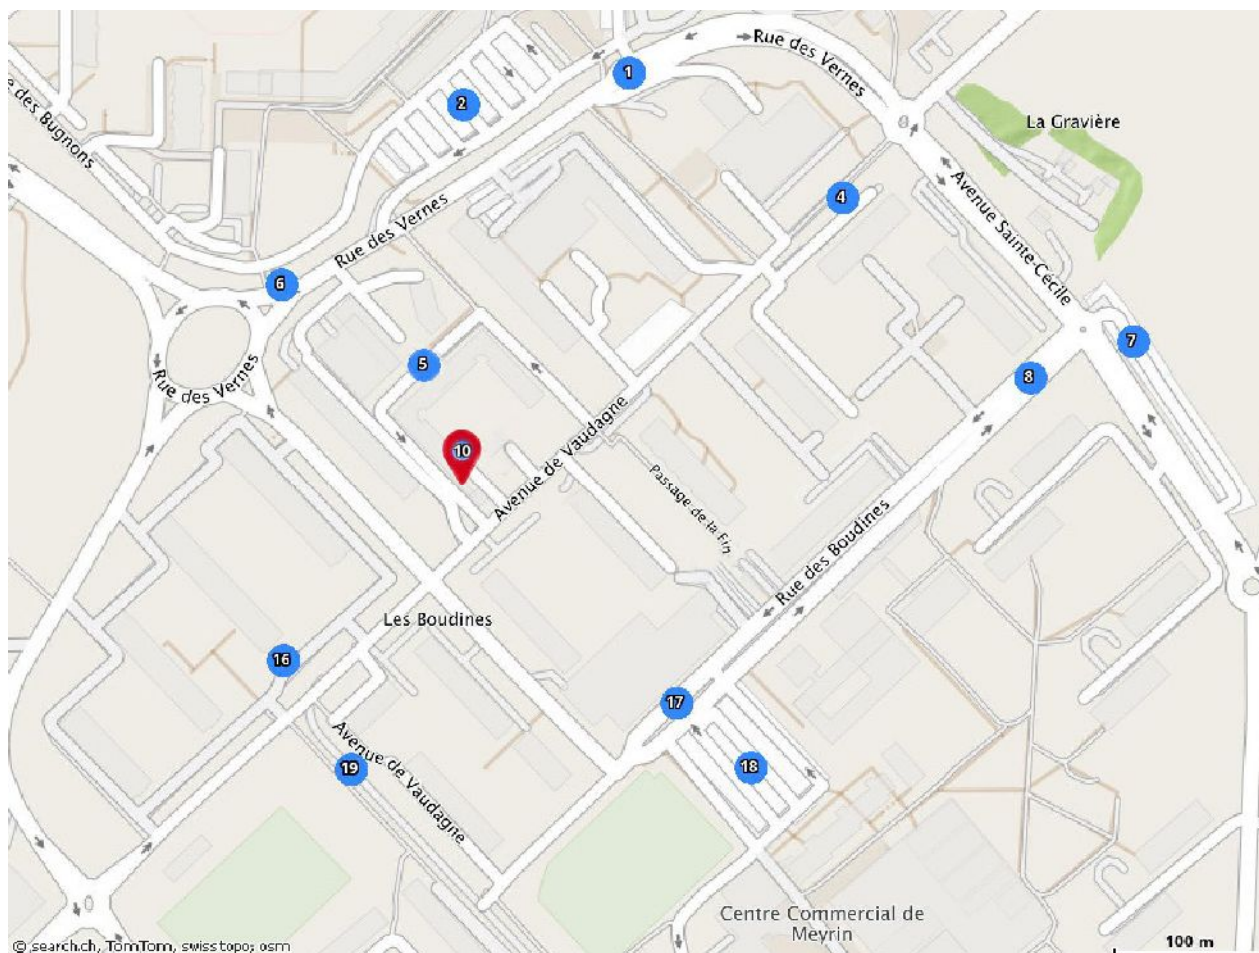 Rue des Vernes
1
2
e des Bugnons
La Gravière
4
Avenue Sainte-Cécile
Rue des Vernes
6
7
5
Rue des Vernes
8
Avenue de Vaudagne
10
Passage de la Fin
Rue des Boudines
Les Boudines
16
17
Avenue de Vaudagne
19
18
Centre Commercial de
Meyrin
100 m
© search.ch, TomTom, swisstopo, osm